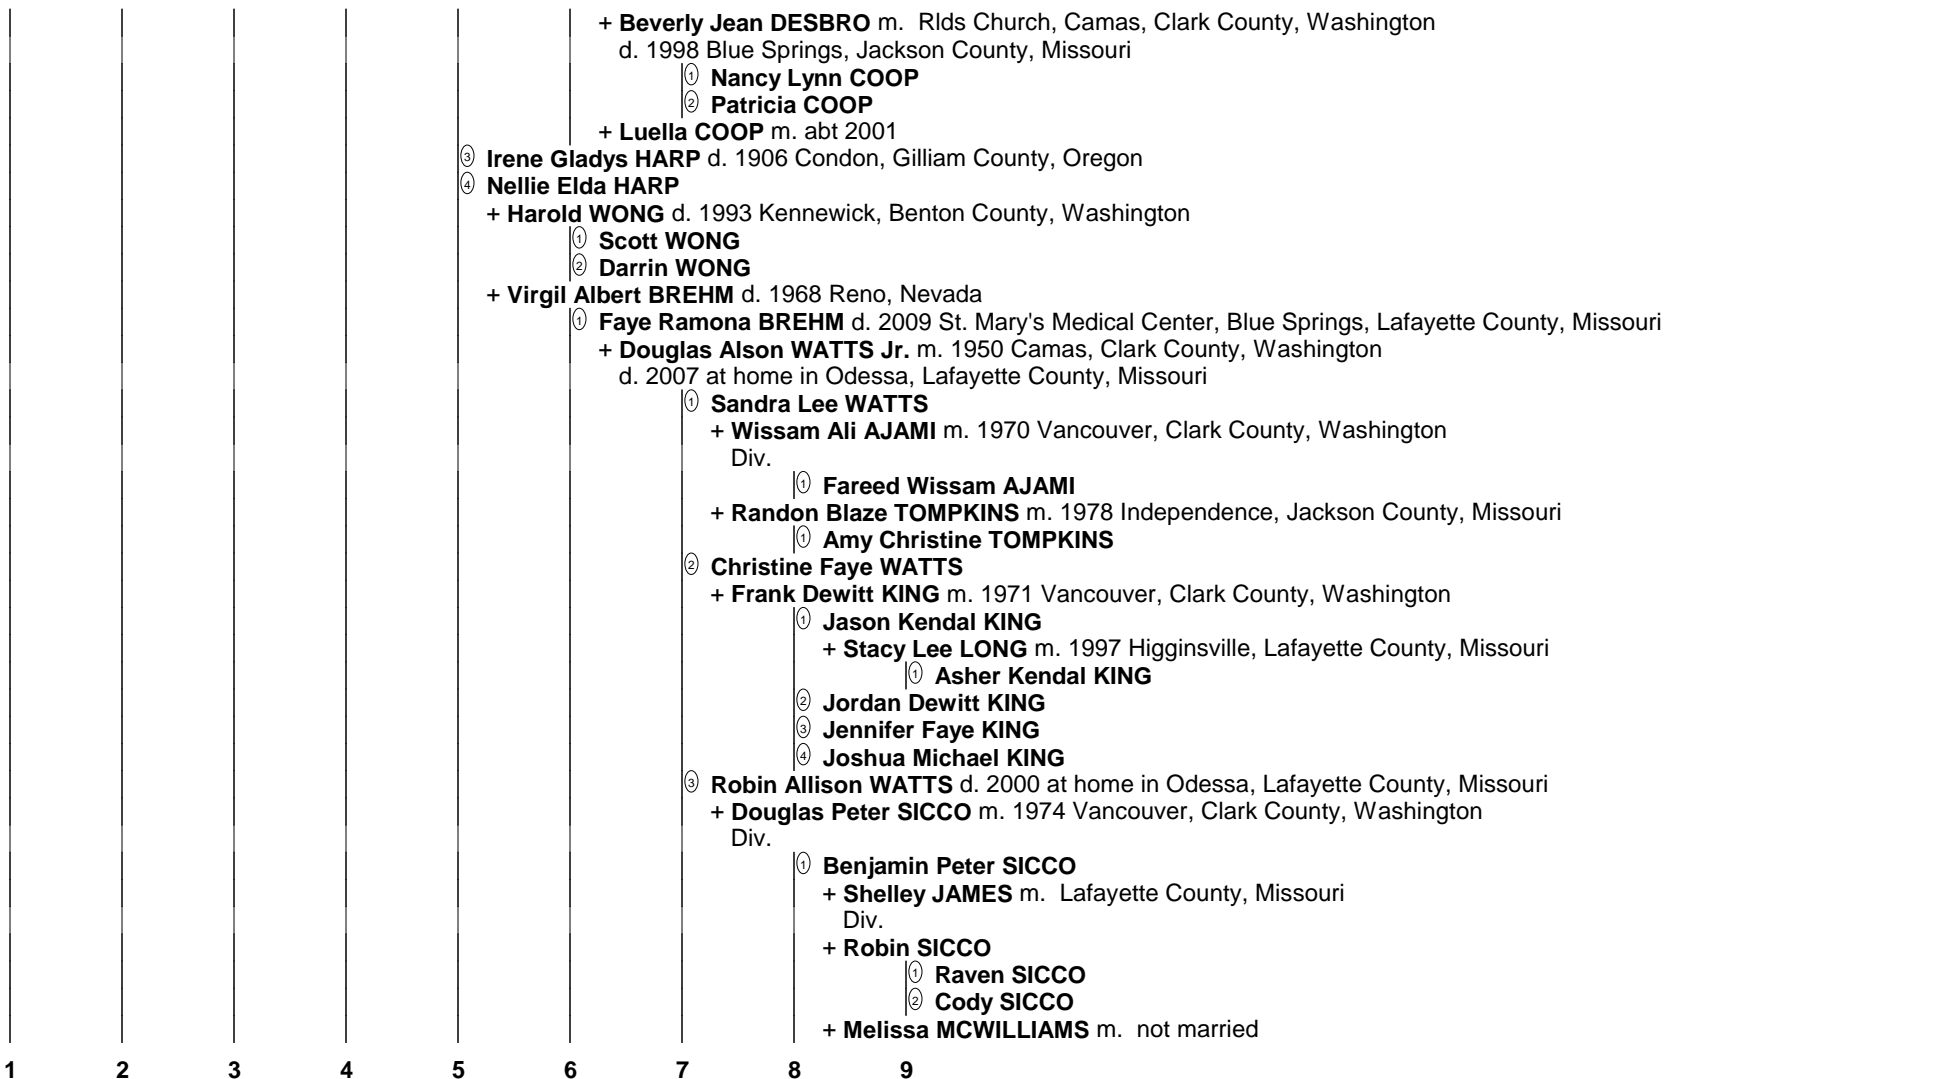 + Beverly Jean DESBRO m.  Rlds Church, Camas, Clark County, Washington
d. 1998 Blue Springs, Jackson County, Missouri
1 Nancy Lynn COOP
2 Patricia COOP
+ Luella COOP m. abt 2001
3 Irene Gladys HARP d. 1906 Condon, Gilliam County, Oregon
4 Nellie Elda HARP
+ Harold WONG d. 1993 Kennewick, Benton County, Washington
1 Scott WONG
2 Darrin WONG
+ Virgil Albert BREHM d. 1968 Reno, Nevada
1 Faye Ramona BREHM d. 2009 St. Mary's Medical Center, Blue Springs, Lafayette County, Missouri
+ Douglas Alson WATTS Jr. m. 1950 Camas, Clark County, Washington
d. 2007 at home in Odessa, Lafayette County, Missouri
1 Sandra Lee WATTS
+ Wissam Ali AJAMI m. 1970 Vancouver, Clark County, Washington
Div.
1 Fareed Wissam AJAMI
+ Randon Blaze TOMPKINS m. 1978 Independence, Jackson County, Missouri
1 Amy Christine TOMPKINS
2 Christine Faye WATTS
+ Frank Dewitt KING m. 1971 Vancouver, Clark County, Washington
1 Jason Kendal KING
+ Stacy Lee LONG m. 1997 Higginsville, Lafayette County, Missouri
1 Asher Kendal KING
2 Jordan Dewitt KING
3 Jennifer Faye KING
4 Joshua Michael KING
3 Robin Allison WATTS d. 2000 at home in Odessa, Lafayette County, Missouri
+ Douglas Peter SICCO m. 1974 Vancouver, Clark County, Washington
Div.
1 Benjamin Peter SICCO
+ Shelley JAMES m.  Lafayette County, Missouri
Div.
+ Robin SICCO
1 Raven SICCO
2 Cody SICCO
+ Melissa MCWILLIAMS m.  not married
1 2 3 4 5 6 7 8 9